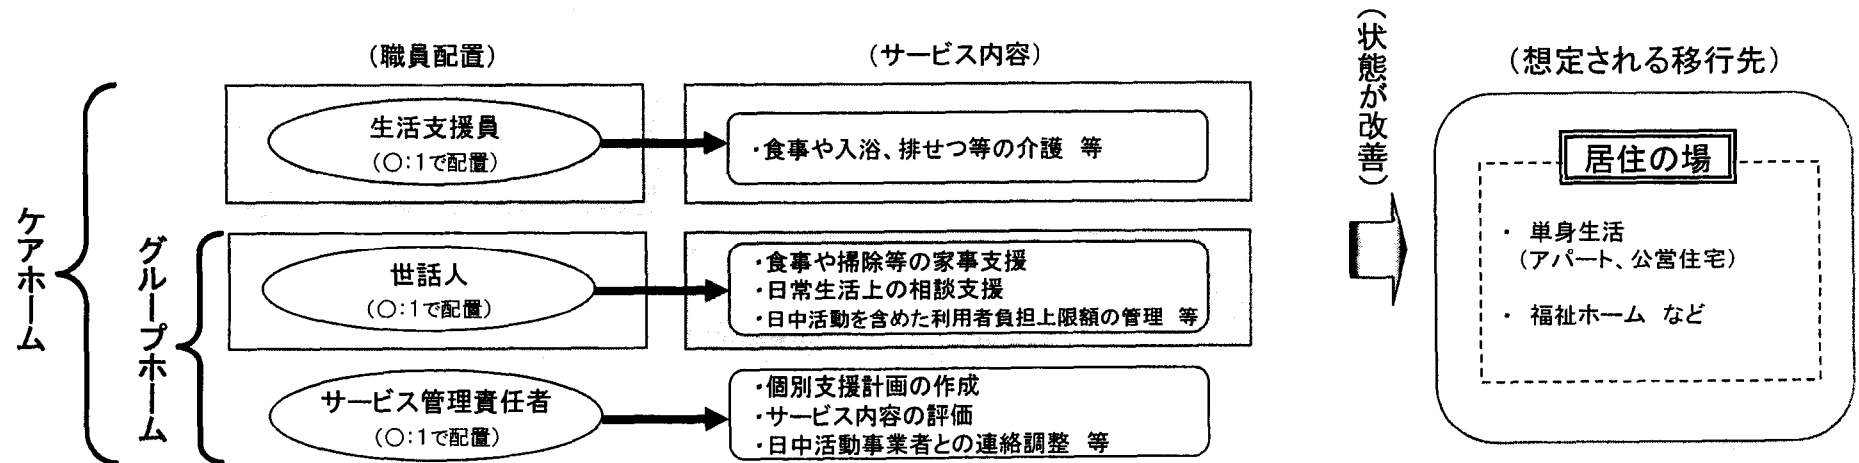 ケアホーム
グループホーム
(職員配置)
生活支援員
(〇:1で配置)
世話人
(〇:1で配置)
サービス管理責任者
(〇:1で配置)
(サービス内容)
・食事や入浴、排せつ等の介護 等
・食事や掃除等の家事支援
・日常生活上の相談支援
・日中活動を含めた利用者負担上限額の管理 等
・個別支援計画の作成
・サービス内容の評価
・日中活動事業者との連絡調整 等
(状態が改善)
(想定される移行先)
居住の場
・ 単身生活
(アパート、公営住宅)
・ 福祉ホーム など